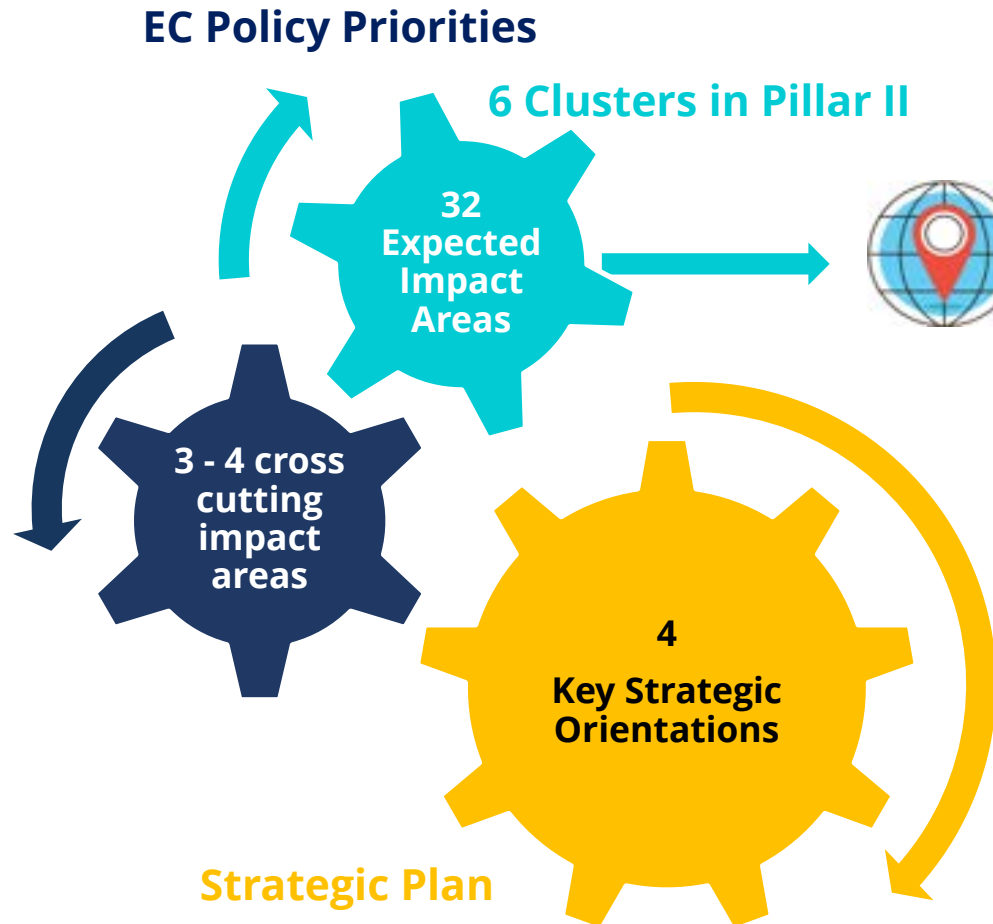 EC Policy Priorities
6 Clusters in Pillar II
32
Expected
Impact
Areas
3 - 4 cross
cutting
impact
areas
4
Key Strategic
Orientations
Strategic Plan